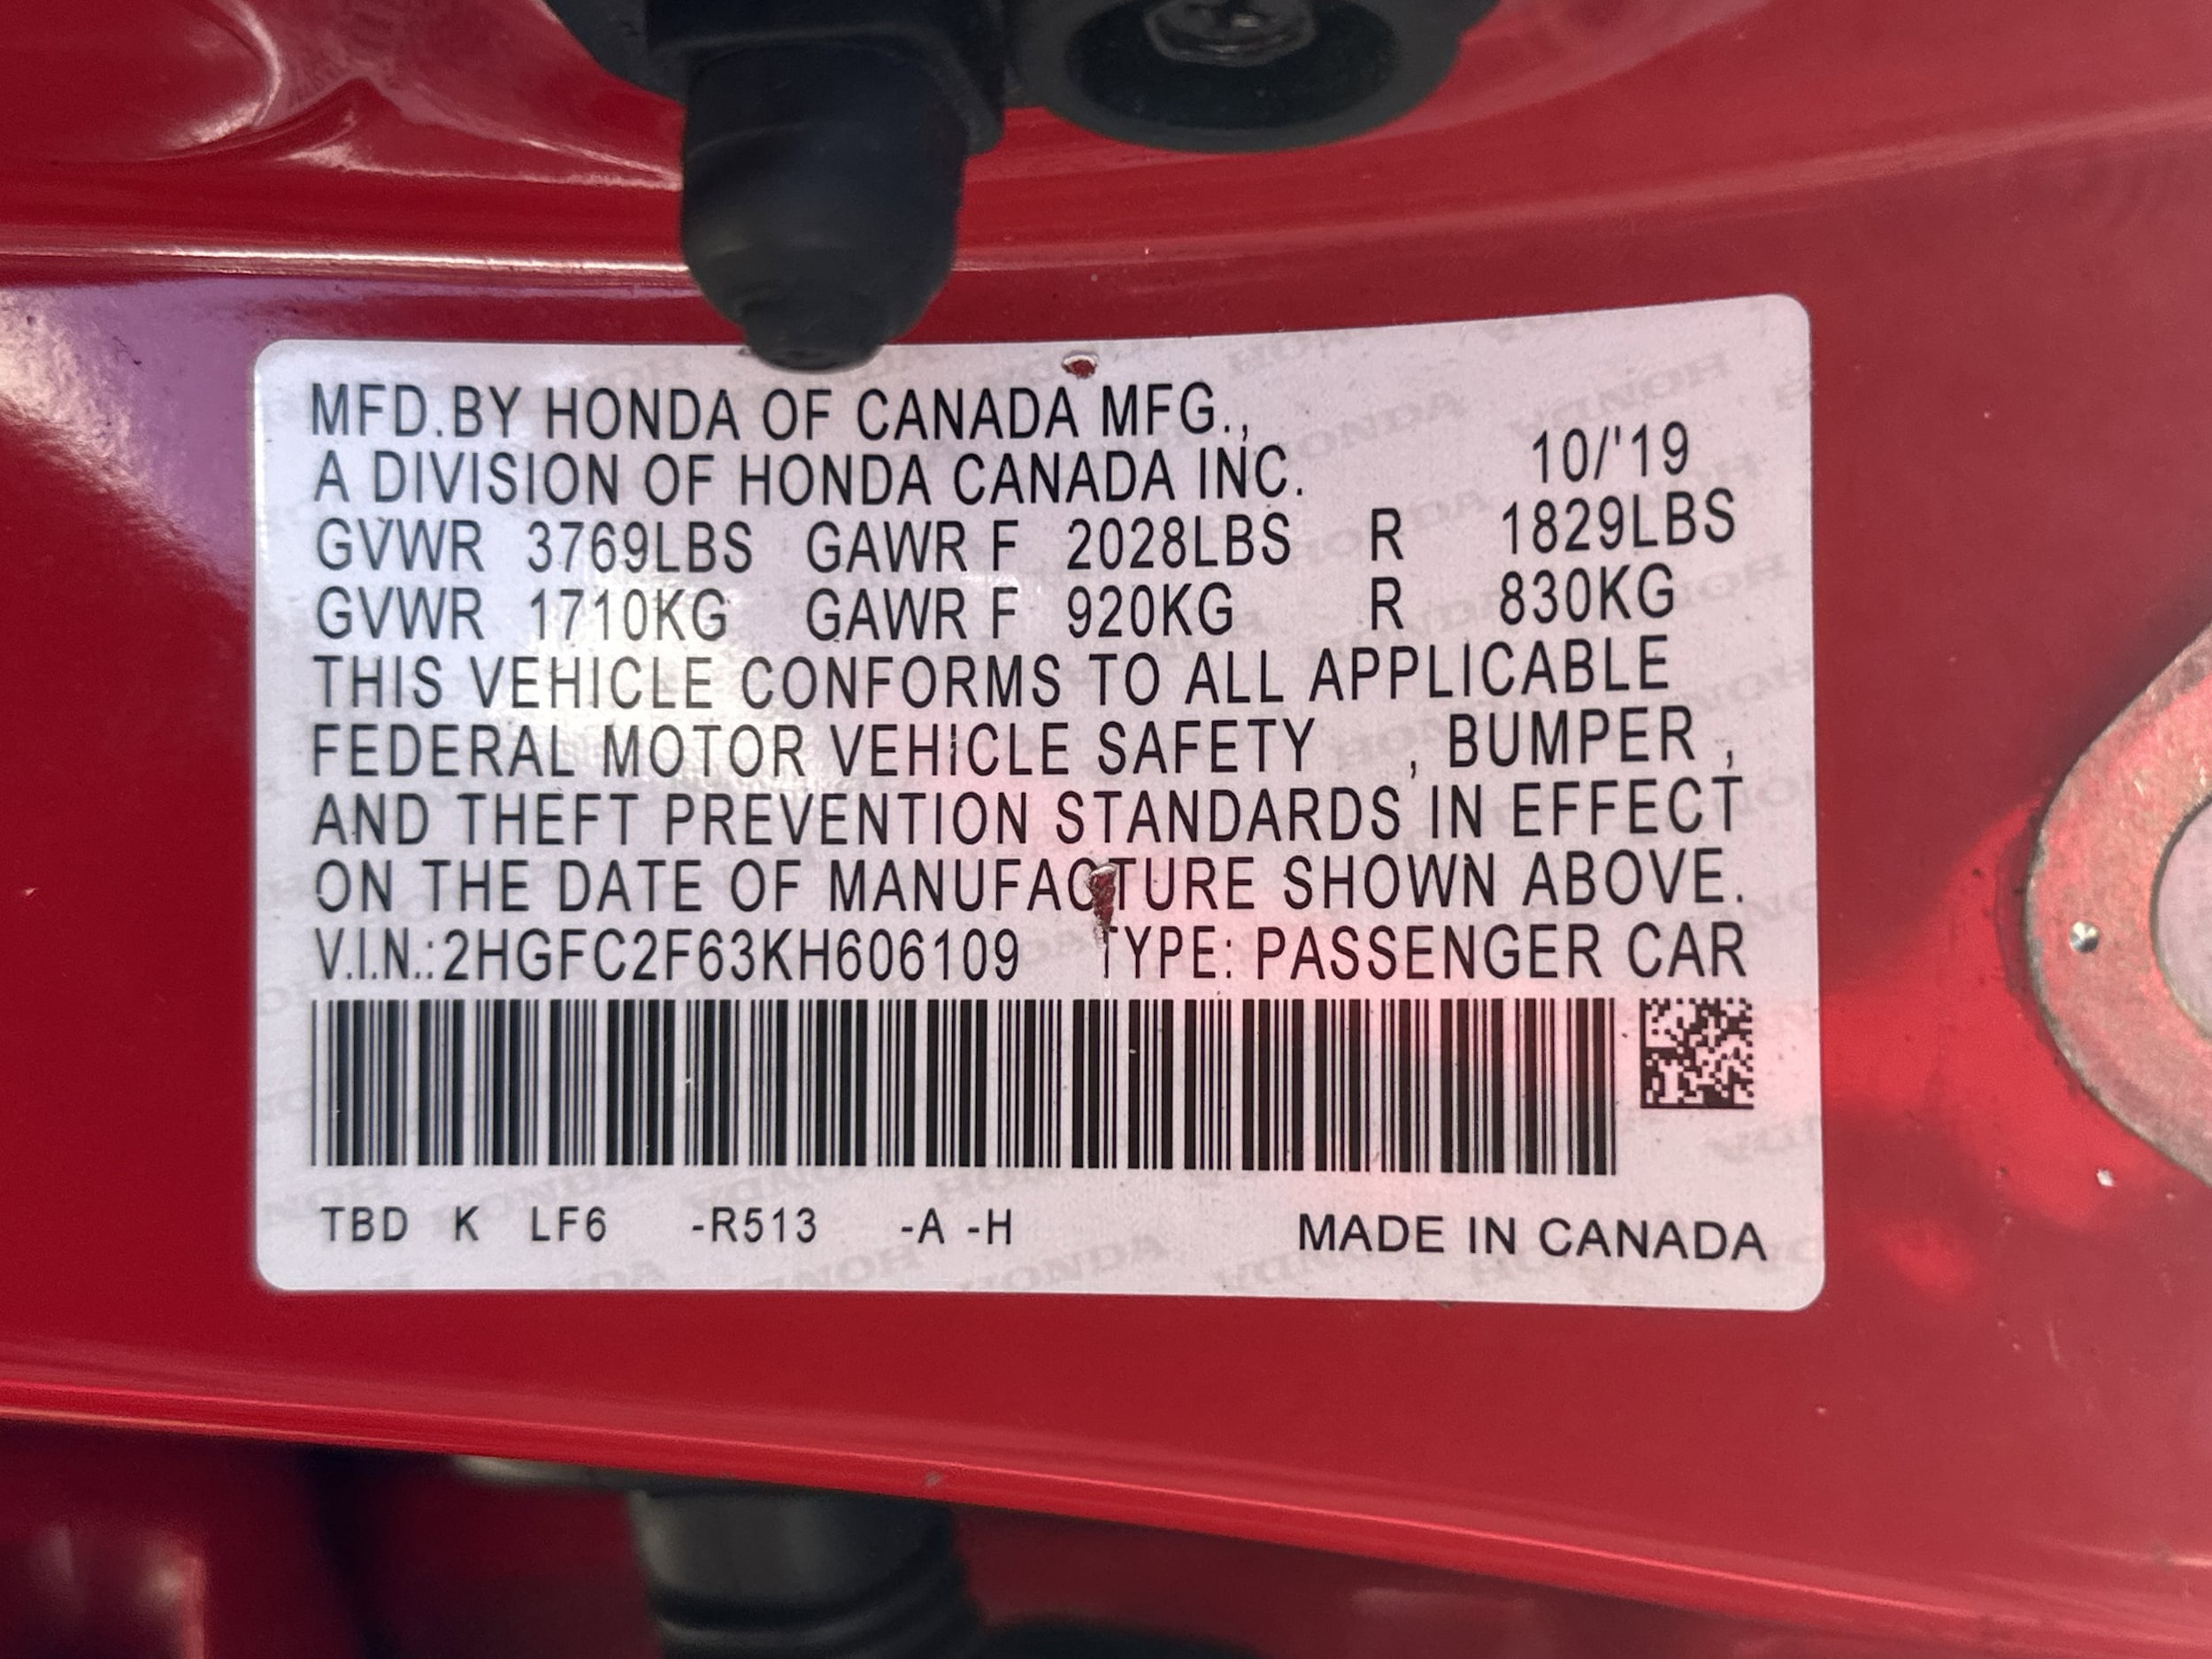 MFD.BY HONDA OF CANADA MFG.,
A DIVISION OF HONDA CANADA INC. 10/'19
GVWR 3769LBS GAWR F 2028LBS R 1829LBS
GVWR 1710KG GAWR F 920KG R 830KG
THIS VEHICLE CONFORMS TO ALL APPLICABLE
FEDERAL MOTOR VEHICLE SAFETY , BUMPER ,
AND THEFT PREVENTION STANDARDS IN EFFECT
ON THE DATE OF MANUFACTURE SHOWN ABOVE.
V.I.N.:2HGFC2F63KH606109 TYPE: PASSENGER CAR
TBD K LF6 -R513 -A -H MADE IN CANADA